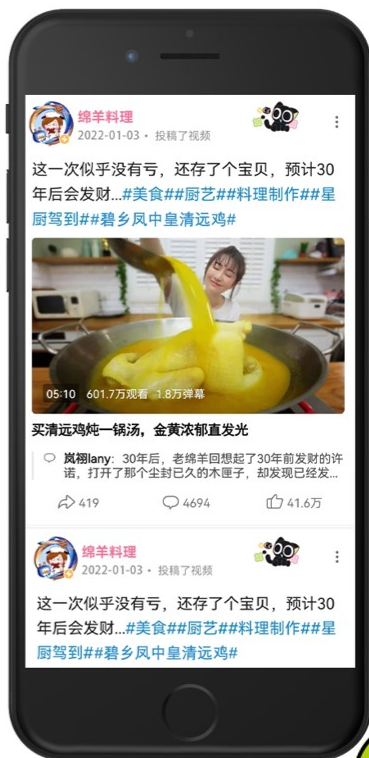 绵羊料理
2022-01-03 · 投稿了视频
这一次似乎没有亏，还存了个宝贝，预计30
年后会发财...#美食##厨艺##料理制作##星
厨驾到##碧乡凤中皇清远鸡#
05:10 601.7万观看 1.8万弹幕
买清远鸡炖一锅汤，金黄浓郁直发光
岚栩lany：30年后，老绵羊回想起了30年前发财的许
诺，打开了那个尘封已久的木匣子，却发现已经发...
419 4694 41.6万
绵羊料理
2022-01-03 · 投稿了视频
这一次似乎没有亏，还存了个宝贝，预计30
年后会发财...#美食##厨艺##料理制作##星
厨驾到##碧乡凤中皇清远鸡#